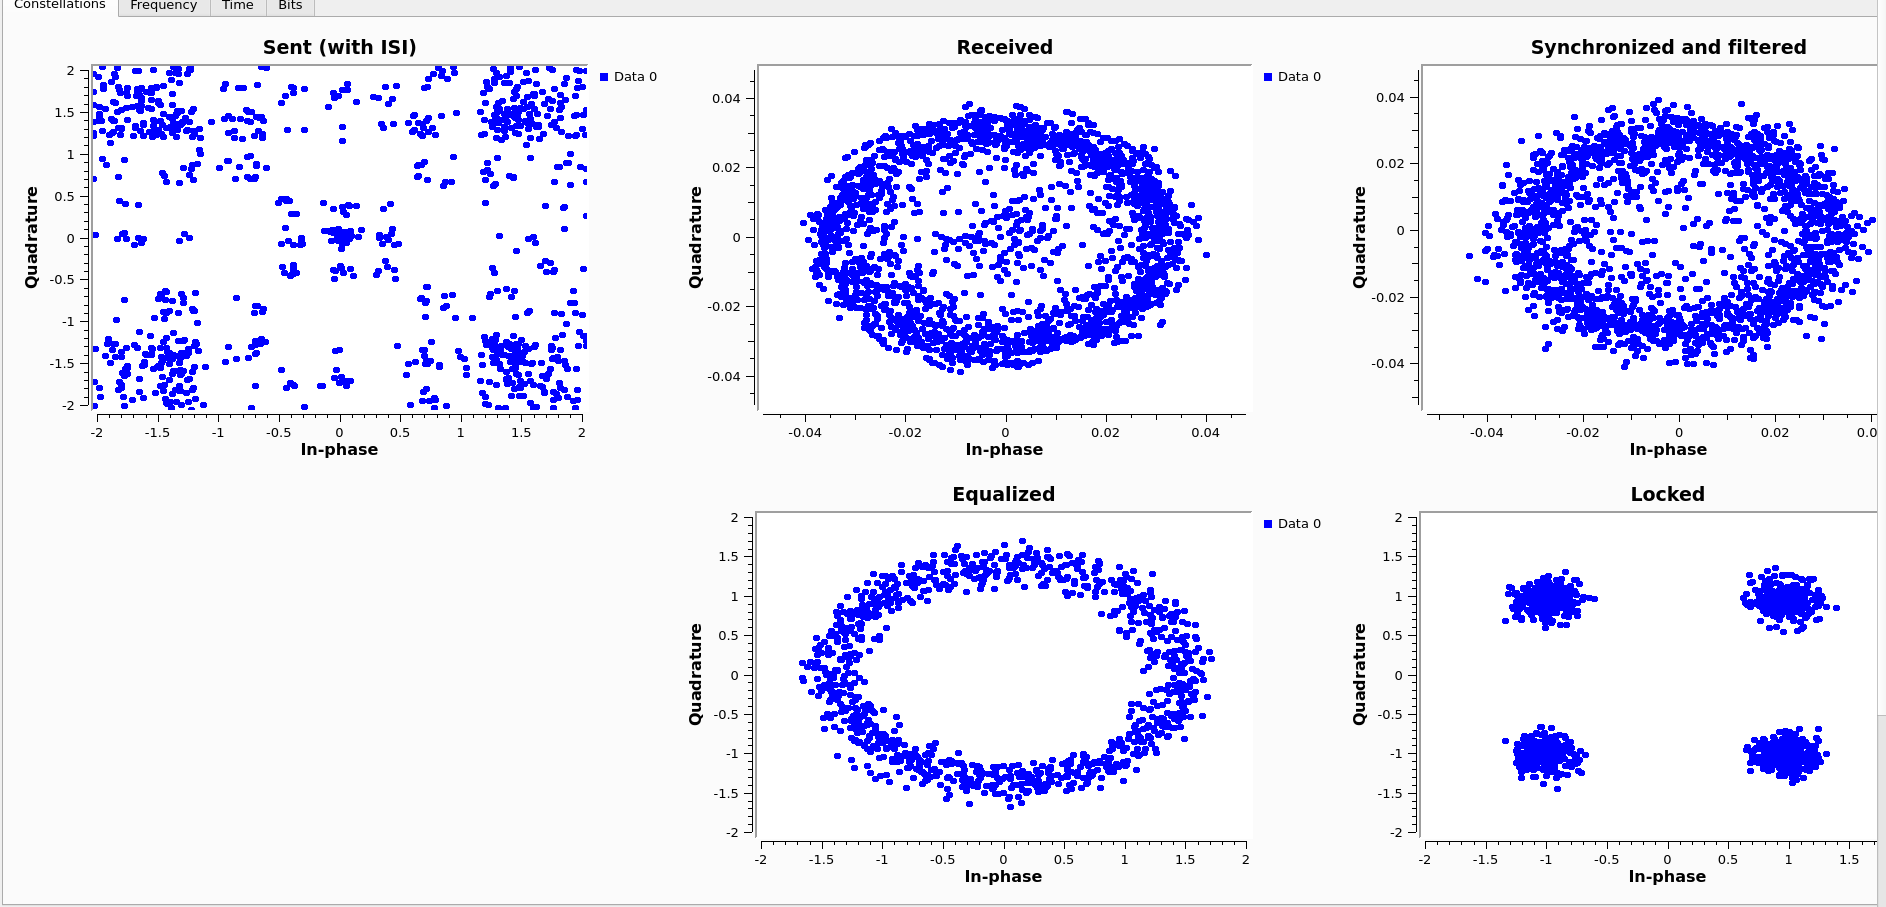 Constellations Frequency Time Bits
Sent (with ISI)
Data 0
2
1.5
1
0.5
0
-0.5
-1
-1.5
-2
Quadrature
-2 -1.5 -1 -0.5 0 0.5 1 1.5 2
In-phase
Received
Data 0
0.04
0.02
0
-0.02
-0.04
Quadrature
-0.04 -0.02 0 0.02 0.04
In-phase
Synchronized and filtered
0.04
0.02
0
-0.02
-0.04
Quadrature
-0.04 -0.02 0 0.02 0.0
In-phase
Equalized
Data 0
2
1.5
1
0.5
0
-0.5
-1
-1.5
-2
Quadrature
-2 -1.5 -1 -0.5 0 0.5 1 1.5 2
In-phase
Locked
2
1.5
1
0.5
0
-0.5
-1
-1.5
-2
Quadrature
-2 -1.5 -1 -0.5 0 0.5 1 1.5
In-phase